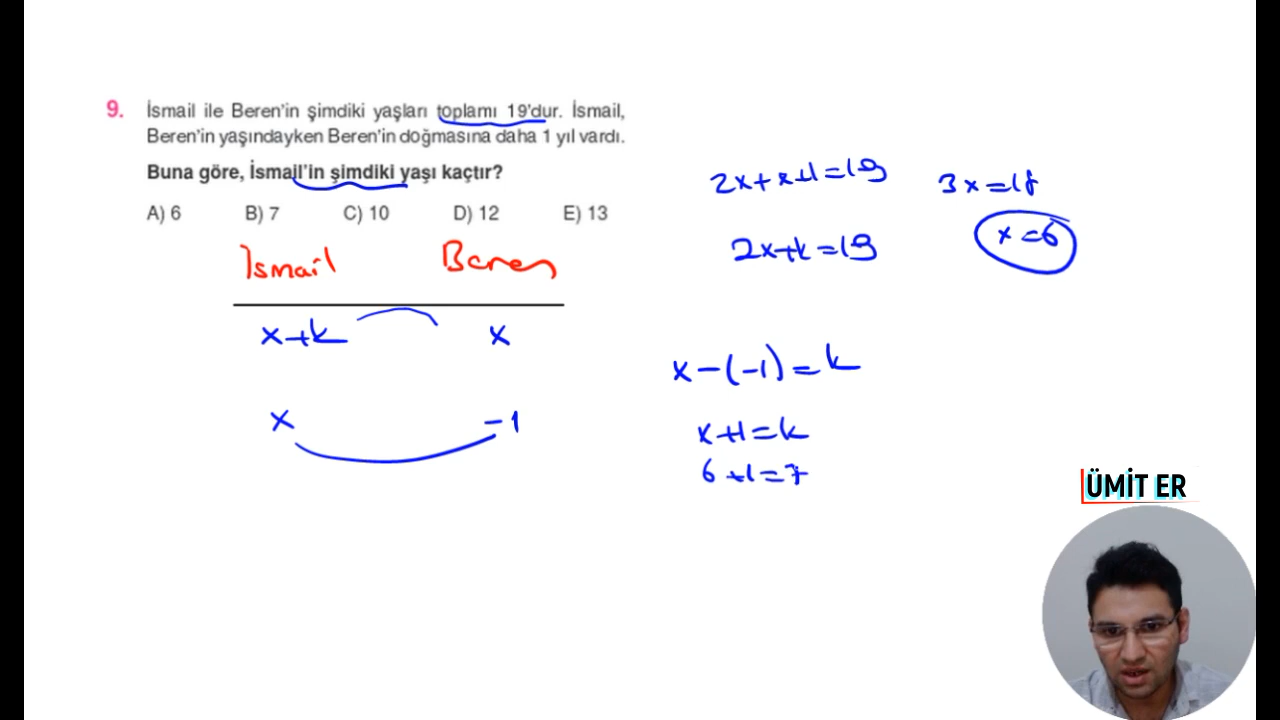 9. İsmail ile Beren'in şimdiki yaşları toplamı 19'dur. İsmail,
Beren'in yaşındayken Beren'in doğmasına daha 1 yıl vardı.
Buna göre, İsmail'in şimdiki yaşı kaçtır?
A) 6 B) 7 C) 10 D) 12 E) 13
İsmail Beren
x+k x
x -1
2x+x+1=19
2x+k=19
3x=18
x=6
x-(-1)=k
x+1=k
6+1=7
ÜMİT ER